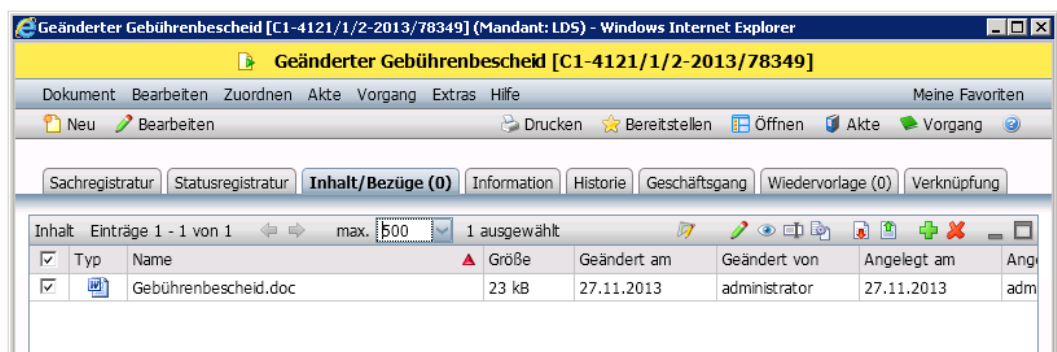 Geänderter Gebührenbescheid [C1-4121/1/2-2013/78349] (Mandant: LDS) - Windows Internet Explorer
Geänderter Gebührenbescheid [C1-4121/1/2-2013/78349]
Dokument Bearbeiten Zuordnen Akte Vorgang Extras Hilfe Meine Favoriten
Neu Bearbeiten Drucken Bereitstellen Öffnen Akte Vorgang
Sachregistratur Statusregistratur Inhalt/Bezüge (0) Information Historie Geschäftsgang Wiedervorlage (0) Verknüpfung
Inhalt Einträge 1 - 1 von 1 max. 500 1 ausgewählt
Typ Name Größe Geändert am Geändert von Angelegt am Ange
Gebührenbescheid.doc 23 kB 27.11.2013 administrator 27.11.2013 adm